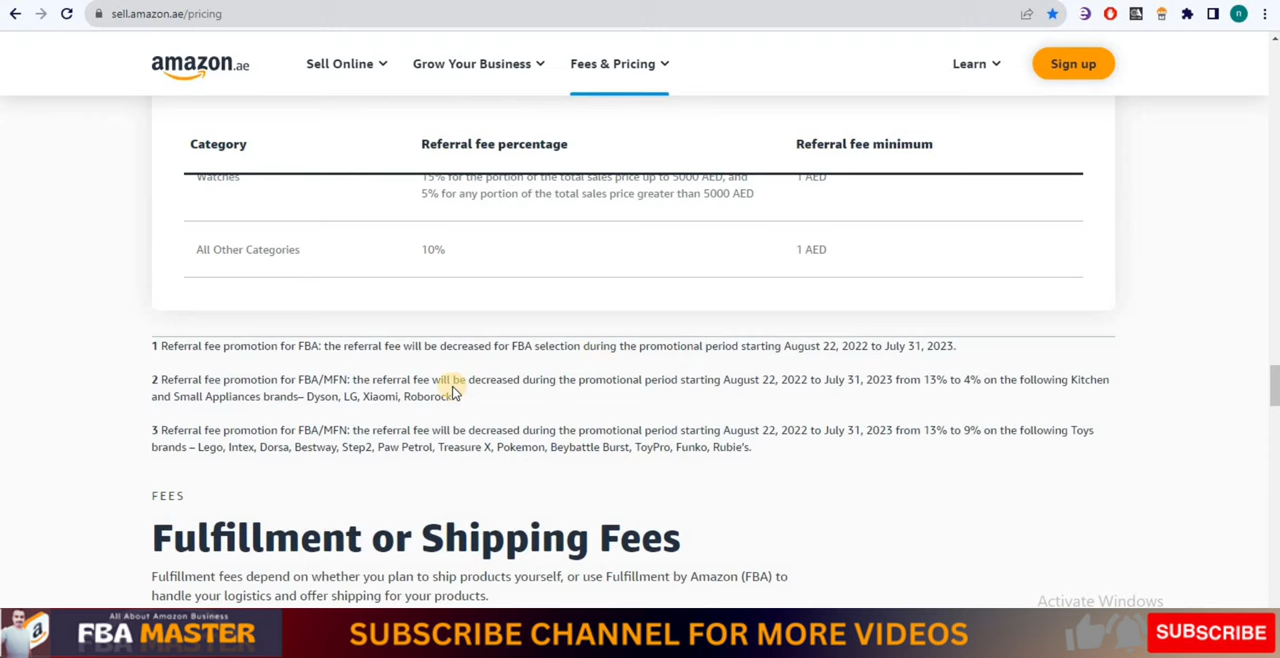 sell.amazon.ae/pricing
n
amazon.ae
Sell Online
Grow Your Business
Fees & Pricing
Learn
Sign up
Category
Referral fee percentage
Referral fee minimum
Watches
15% for the portion of the total sales price up to 5000 AED, and
1 AED
5% for any portion of the total sales price greater than 5000 AED
All Other Categories
10%
1 AED
1 Referral fee promotion for FBA: the referral fee will be decreased for FBA selection during the promotional period starting August 22, 2022 to July 31, 2023.
2 Referral fee promotion for FBA/MFN: the referral fee will be decreased during the promotional period starting August 22, 2022 to July 31, 2023 from 13% to 4% on the following Kitchen
and Small Appliances brands– Dyson, LG, Xiaomi, Roborock
3 Referral fee promotion for FBA/MFN: the referral fee will be decreased during the promotional period starting August 22, 2022 to July 31, 2023 from 13% to 9% on the following Toys
brands – Lego, Intex, Dorsa, Bestway, Step2, Paw Petrol, Treasure X, Pokemon, Beybattle Burst, ToyPro, Funko, Rubie's.
FEES
Fulfillment or Shipping Fees
Fulfillment fees depend on whether you plan to ship products yourself, or use Fulfillment by Amazon (FBA) to
handle your logistics and offer shipping for your products.
Activate Windows
All About Amazon Business
FBA MASTER
SUBSCRIBE CHANNEL FOR MORE VIDEOS
SUBSCRIBE